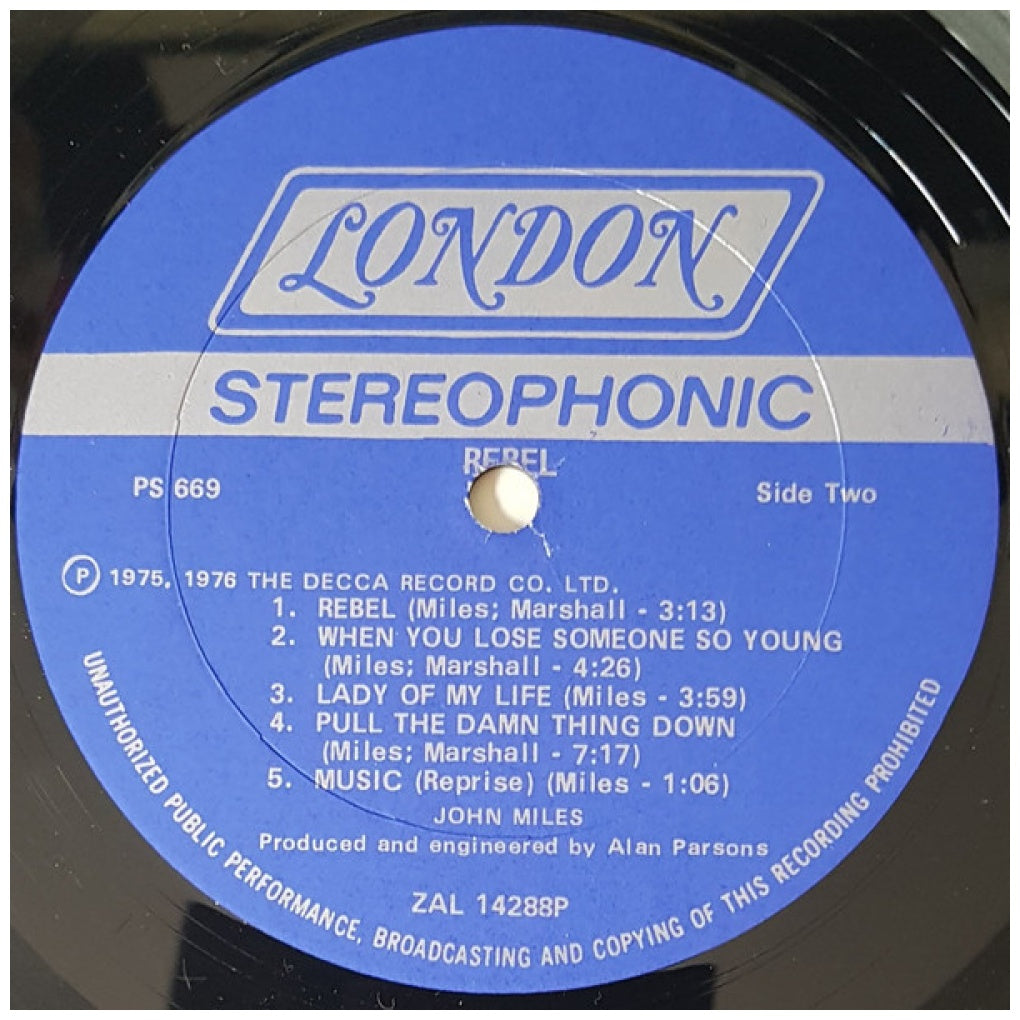 LONDON
STEREOPHONIC
REBEL
PS 669
Side Two
Ⓟ 1975, 1976 THE DECCA RECORD CO. LTD.
1. REBEL (Miles; Marshall - 3:13)
2. WHEN YOU LOSE SOMEONE SO YOUNG
(Miles; Marshall - 4:26)
3. LADY OF MY LIFE (Miles - 3:59)
4. PULL THE DAMN THING DOWN
(Miles; Marshall - 7:17)
5. MUSIC (Reprise) (Miles - 1:06)
JOHN MILES
Produced and engineered by Alan Parsons
ZAL 14288P
UNAUTHORIZED PUBLIC PERFORMANCE, BROADCASTING AND COPYING OF THIS RECORDING PROHIBITED